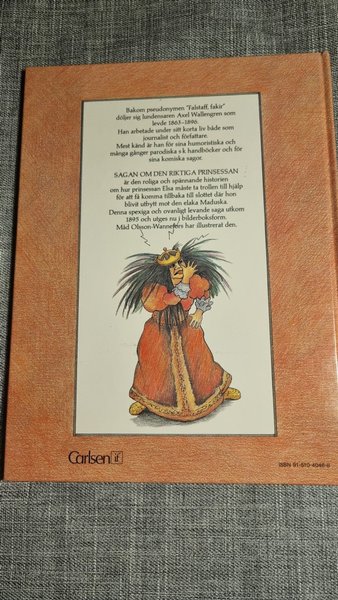 Bakom pseudonymen "Falstaff, fakir"
döljer sig lundensaren Axel Wallengren som
levde 1863–1896.
Han arbetade under sitt korta liv både som
journalist och författare.
Mest känd är han för sina humoristiska och
många gånger parodiska s k handböcker och för
sina komiska sagor.
SAGAN OM DEN RIKTIGA PRINSESSAN
är den roliga och spännande historien
om hur prinsessan Elsa måste ta trollen till hjälp
för att få komma tillbaka till slottet där hon
blivit utbytt mot den elaka Maduska.
Denna spexiga och ovanligt levande saga utkom
1895 och utges nu i bilderboksform.
Mád Olsson-Wannefors har illustrerat den.
Carlsen if
ISBN 91-510-4046-